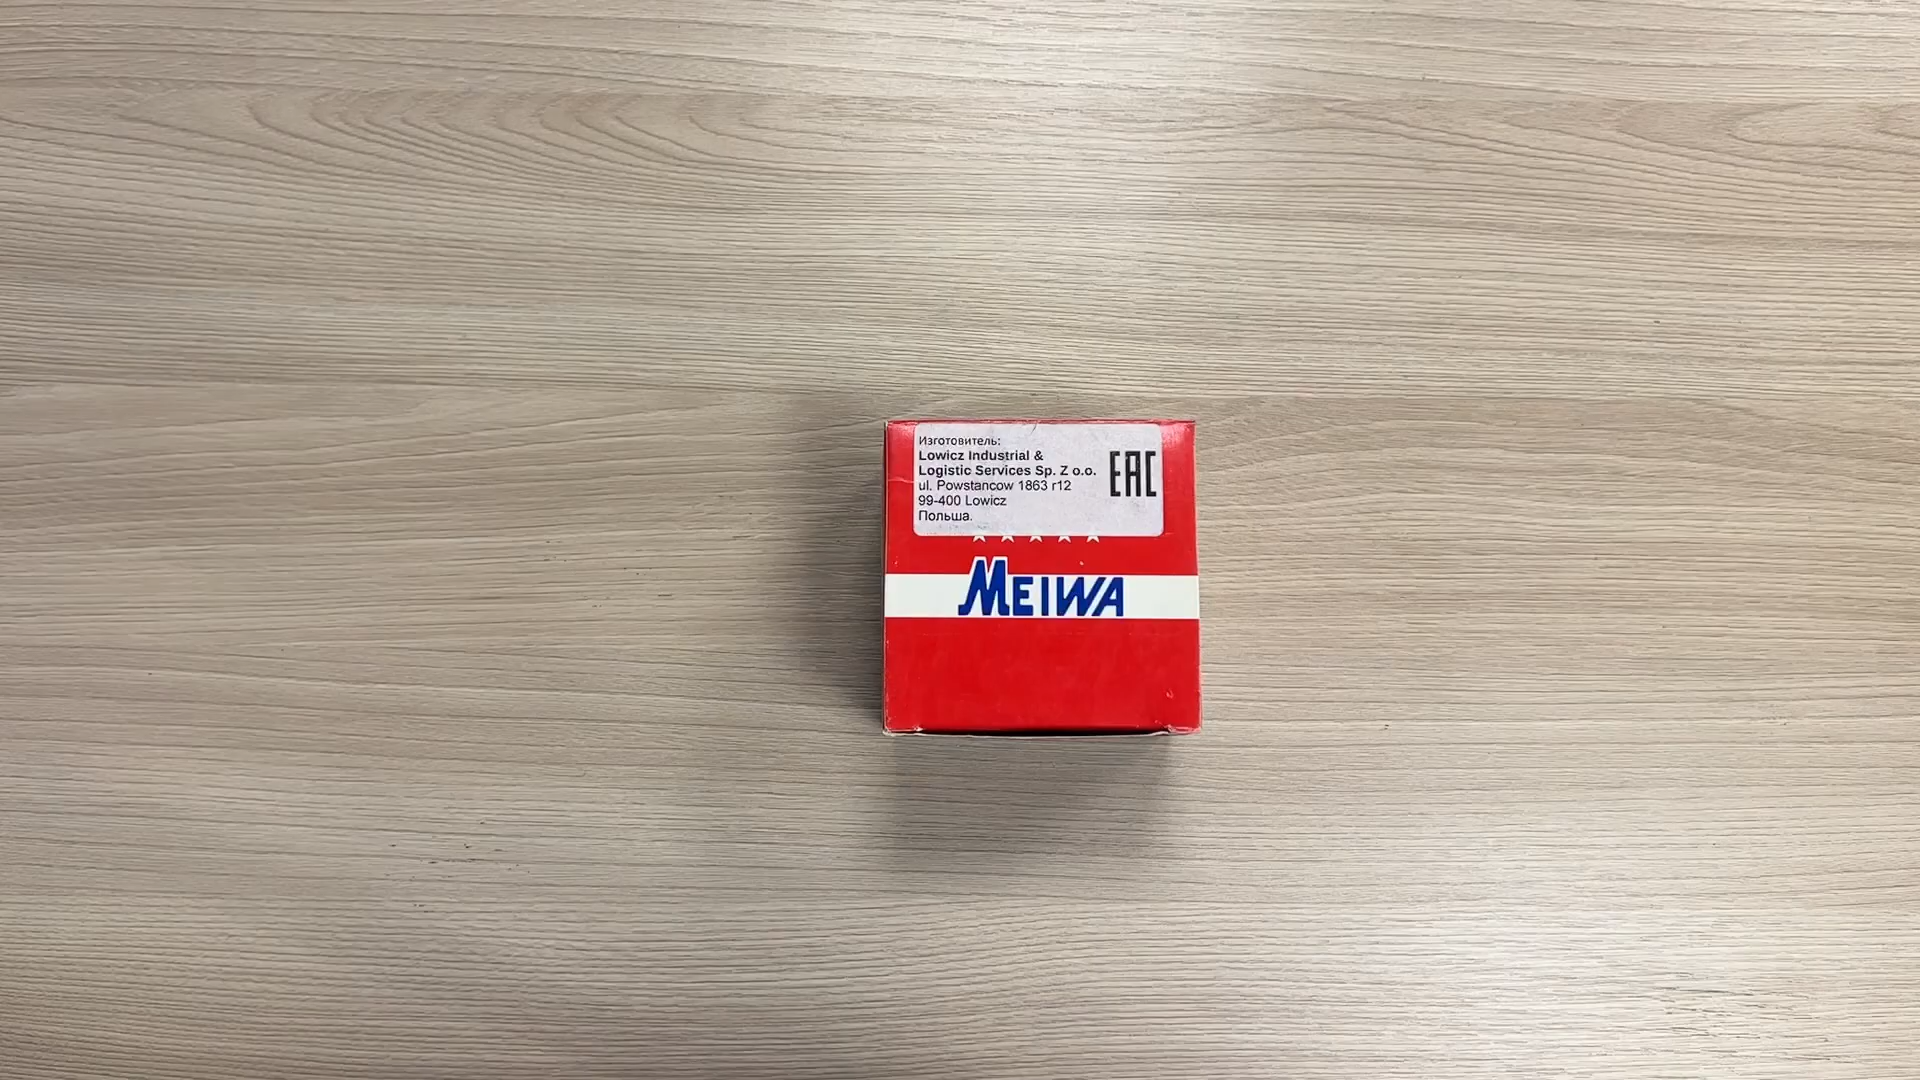 Изготовитель:
Lowicz Industrial &
Logistic Services Sp. Z o.o.
ul. Powstancow 1863 r12
99-400 Lowicz
Польша.
EAC
MEIWA